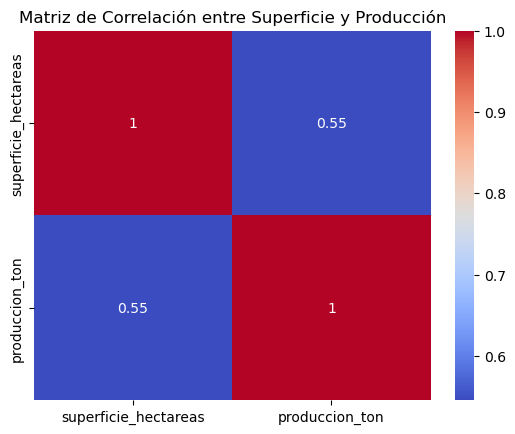 Matriz de Correlación entre Superficie y Producción
superficie_hectareas
produccion_ton
1
0.55
0.55
1
superficie_hectareas
produccion_ton
1.0
0.9
0.8
0.7
0.6